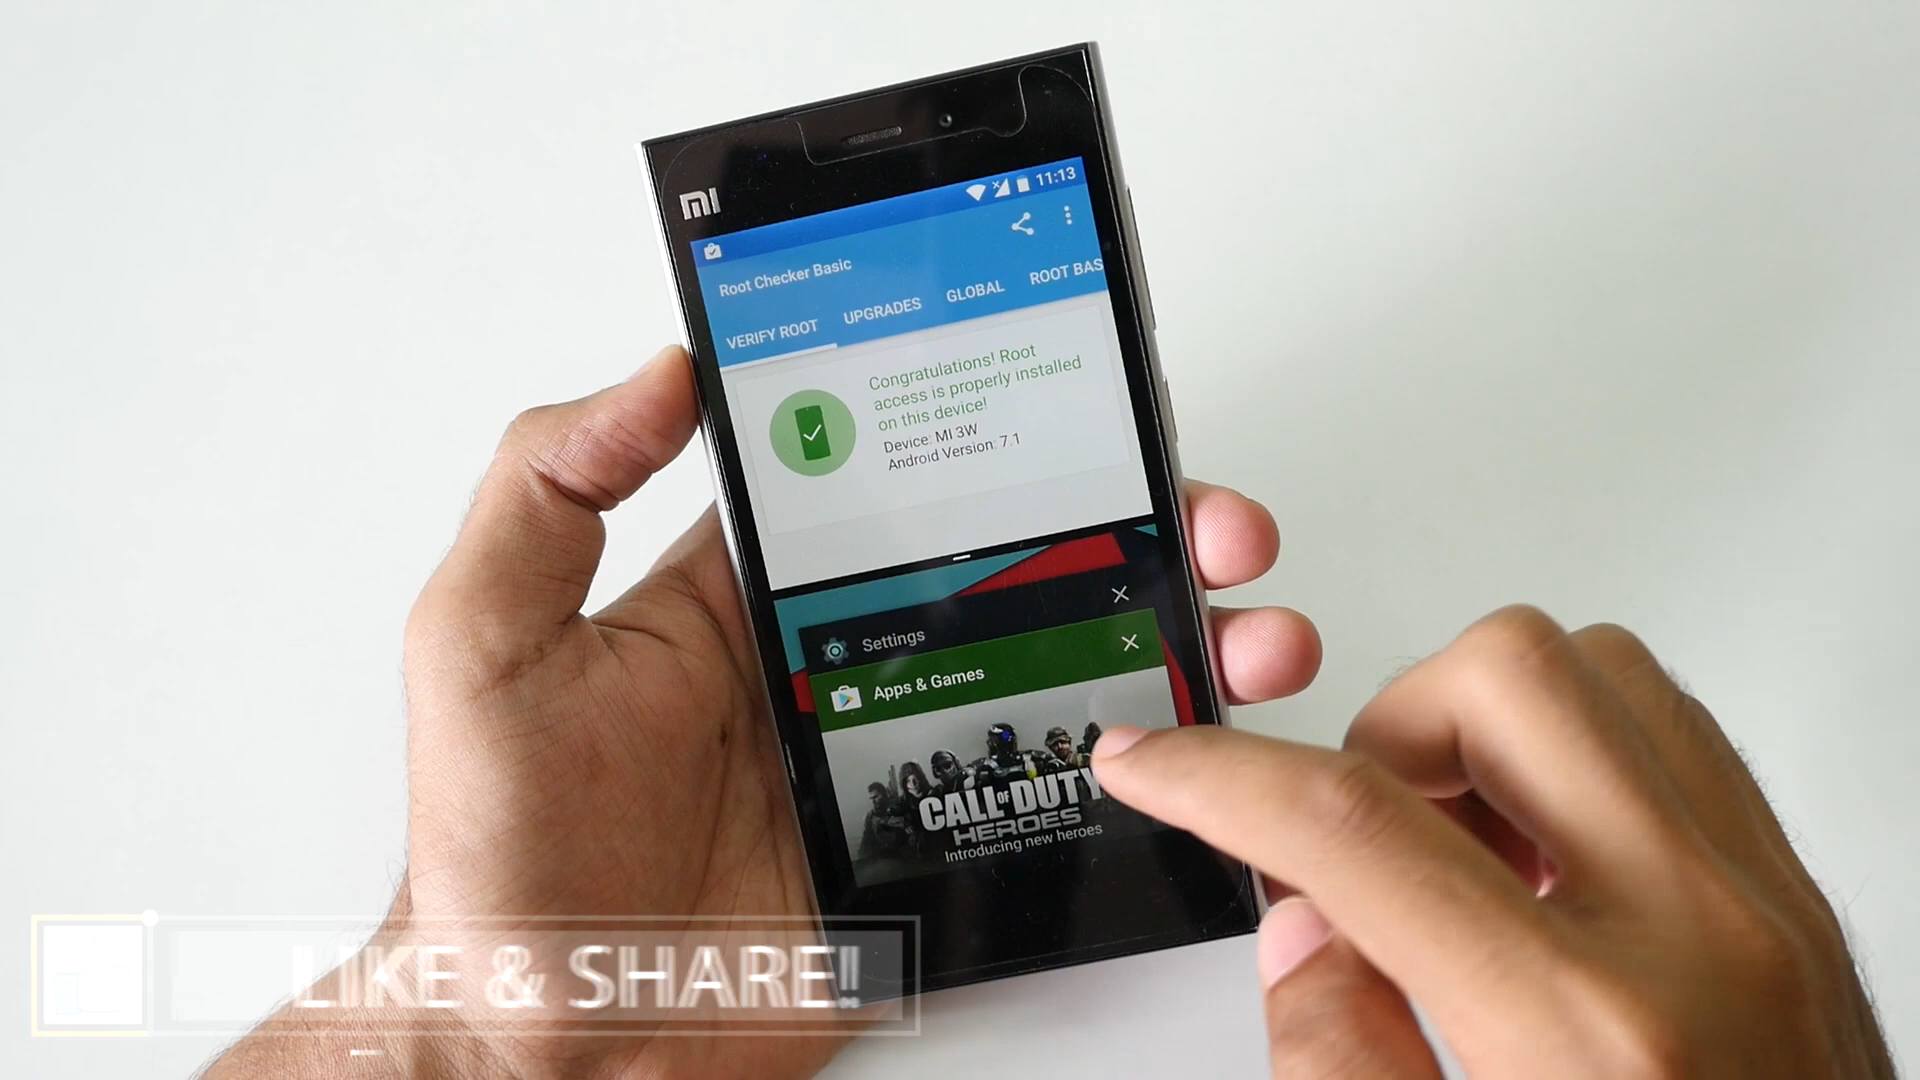 MI
11:13
Root Checker Basic
VERIFY ROOT UPGRADES GLOBAL ROOT BAS
Congratulations! Root
access is properly installed
on this device!
Device: MI 3W
Android Version: 7.1
Settings
Apps & Games
CALL OF DUTY
HEROES
Introducing new heroes
LIKE & SHARE!